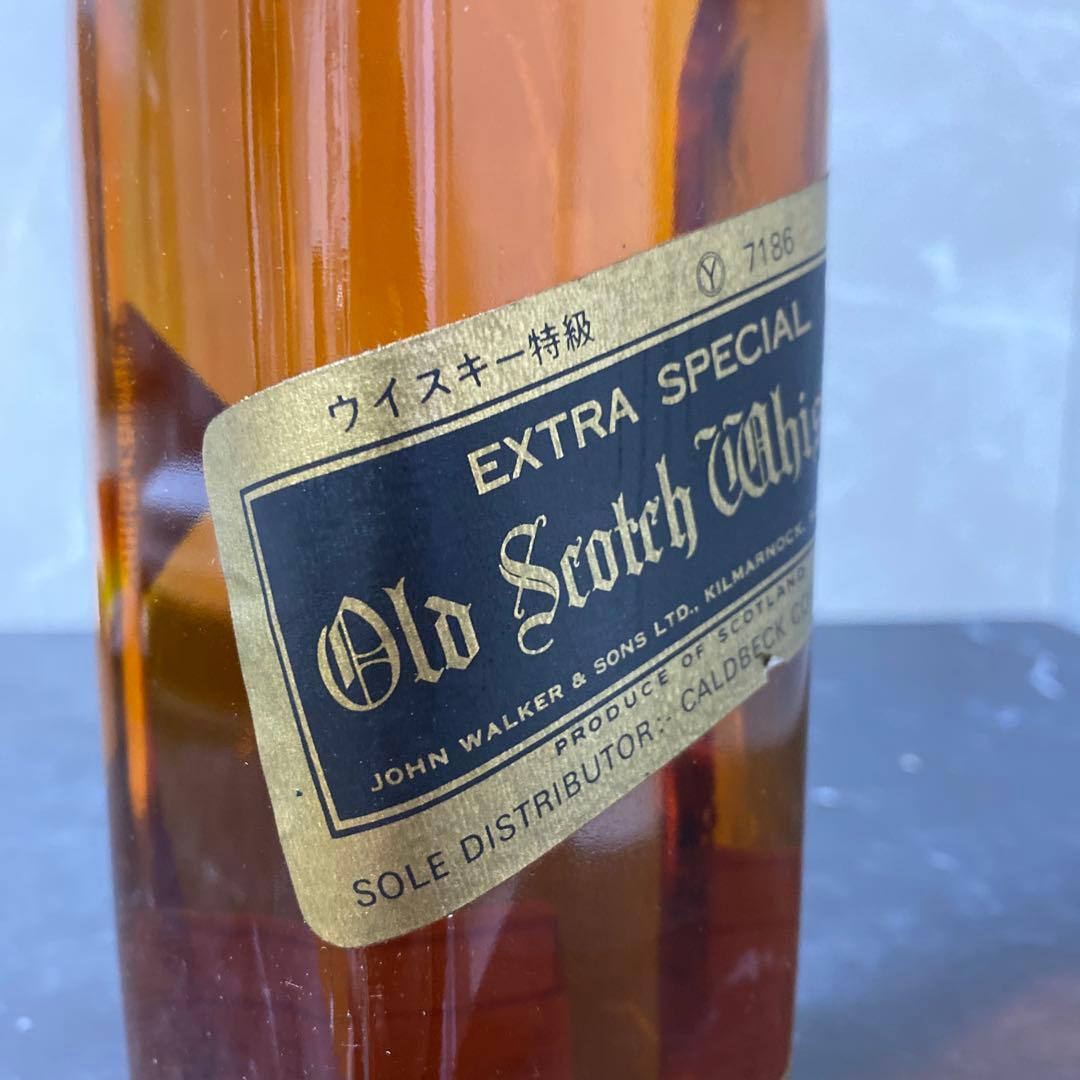 ウイスキー特級 Ⓨ 7186
EXTRA SPECIAL
Old Scotch
JOHN WALKER & SONS LTD., KILMARNOCK,
PRODUCE OF SCOTLAND
SOLE DISTRIBUTOR:- CALDBECK